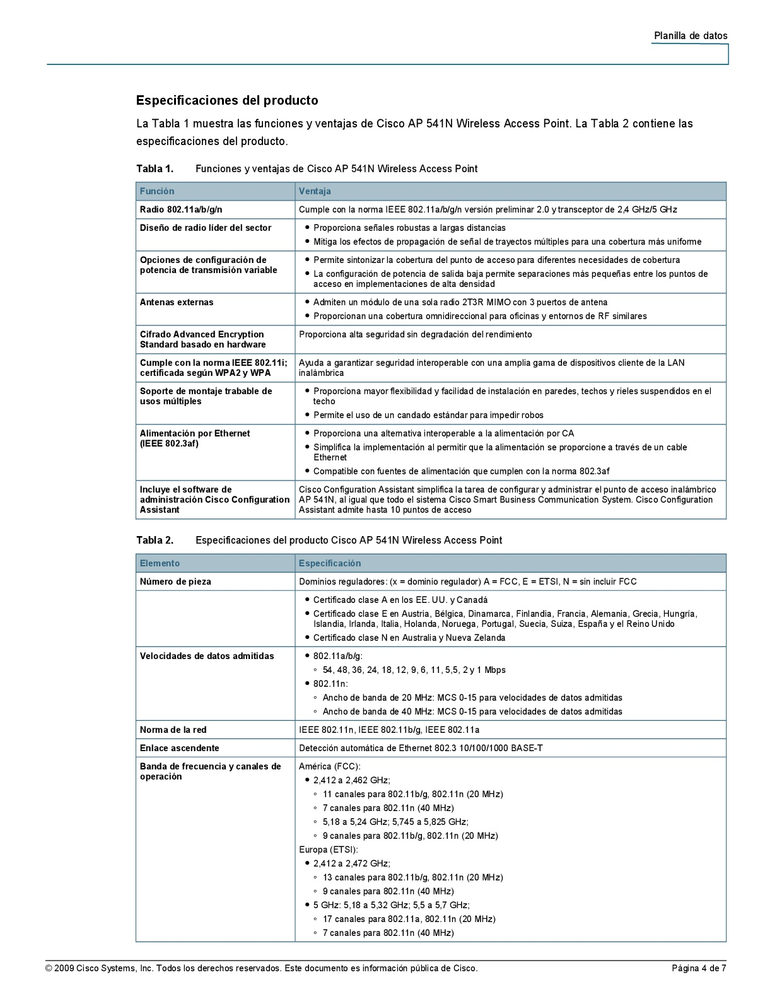 Planilla de datos
Especificaciones del producto
La Tabla 1 muestra las funciones y ventajas de Cisco AP 541N Wireless Access Point. La Tabla 2 contiene las
especificaciones del producto.
Tabla 1. Funciones y ventajas de Cisco AP 541N Wireless Access Point
Función Ventaja
Radio 802.11a/b/g/n Cumple con la norma IEEE 802.11a/b/g/n versión preliminar 2.0 y transceptor de 2,4 GHz/5 GHz
Diseño de radio líder del sector
● Proporciona señales robustas a largas distancias
● Mitiga los efectos de propagación de señal de trayectos múltiples para una cobertura más uniforme
Opciones de configuración de
potencia de transmisión variable
● Permite sintonizar la cobertura del punto de acceso para diferentes necesidades de cobertura
● La configuración de potencia de salida baja permite separaciones más pequeñas entre los puntos de
acceso en implementaciones de alta densidad
Antenas externas
● Admiten un módulo de una sola radio 2T3R MIMO con 3 puertos de antena
● Proporcionan una cobertura omnidireccional para oficinas y entornos de RF similares
Cifrado Advanced Encryption
Standard basado en hardware
Proporciona alta seguridad sin degradación del rendimiento
Cumple con la norma IEEE 802.11i;
certificada según WPA2 y WPA
Ayuda a garantizar seguridad interoperable con una amplia gama de dispositivos cliente de la LAN
inalámbrica
Soporte de montaje trabable de
usos múltiples
● Proporciona mayor flexibilidad y facilidad de instalación en paredes, techos y rieles suspendidos en el
techo
● Permite el uso de un candado estándar para impedir robos
Alimentación por Ethernet
(IEEE 802.3af)
● Proporciona una alternativa interoperable a la alimentación por CA
● Simplifica la implementación al permitir que la alimentación se proporcione a través de un cable
Ethernet
● Compatible con fuentes de alimentación que cumplen con la norma 802.3af
Incluye el software de
administración Cisco Configuration
Assistant
Cisco Configuration Assistant simplifica la tarea de configurar y administrar el punto de acceso inalámbrico
AP 541N, al igual que todo el sistema Cisco Smart Business Communication System. Cisco Configuration
Assistant admite hasta 10 puntos de acceso
Tabla 2. Especificaciones del producto Cisco AP 541N Wireless Access Point
Elemento Especificación
Número de pieza Dominios reguladores: (x = dominio regulador) A = FCC, E = ETSI, N = sin incluir FCC
● Certificado clase A en los EE. UU. y Canadá
● Certificado clase E en Austria, Bélgica, Dinamarca, Finlandia, Francia, Alemania, Grecia, Hungría,
Islandia, Irlanda, Italia, Holanda, Noruega, Portugal, Suecia, Suiza, España y el Reino Unido
● Certificado clase N en Australia y Nueva Zelanda
Velocidades de datos admitidas
● 802.11a/b/g:
◦ 54, 48, 36, 24, 18, 12, 9, 6, 11, 5,5, 2 y 1 Mbps
● 802.11n:
◦ Ancho de banda de 20 MHz: MCS 0-15 para velocidades de datos admitidas
◦ Ancho de banda de 40 MHz: MCS 0-15 para velocidades de datos admitidas
Norma de la red IEEE 802.11n, IEEE 802.11b/g, IEEE 802.11a
Enlace ascendente Detección automática de Ethernet 802.3 10/100/1000 BASE-T
Banda de frecuencia y canales de
operación
América (FCC):
● 2,412 a 2,462 GHz;
◦ 11 canales para 802.11b/g, 802.11n (20 MHz)
◦ 7 canales para 802.11n (40 MHz)
◦ 5,18 a 5,24 GHz; 5,745 a 5,825 GHz;
◦ 9 canales para 802.11b/g, 802.11n (20 MHz)
Europa (ETSI):
● 2,412 a 2,472 GHz;
◦ 13 canales para 802.11b/g, 802.11n (20 MHz)
◦ 9 canales para 802.11n (40 MHz)
● 5 GHz: 5,18 a 5,32 GHz; 5,5 a 5,7 GHz;
◦ 17 canales para 802.11a, 802.11n (20 MHz)
◦ 7 canales para 802.11n (40 MHz)
© 2009 Cisco Systems, Inc. Todos los derechos reservados. Este documento es información pública de Cisco. Página 4 de 7